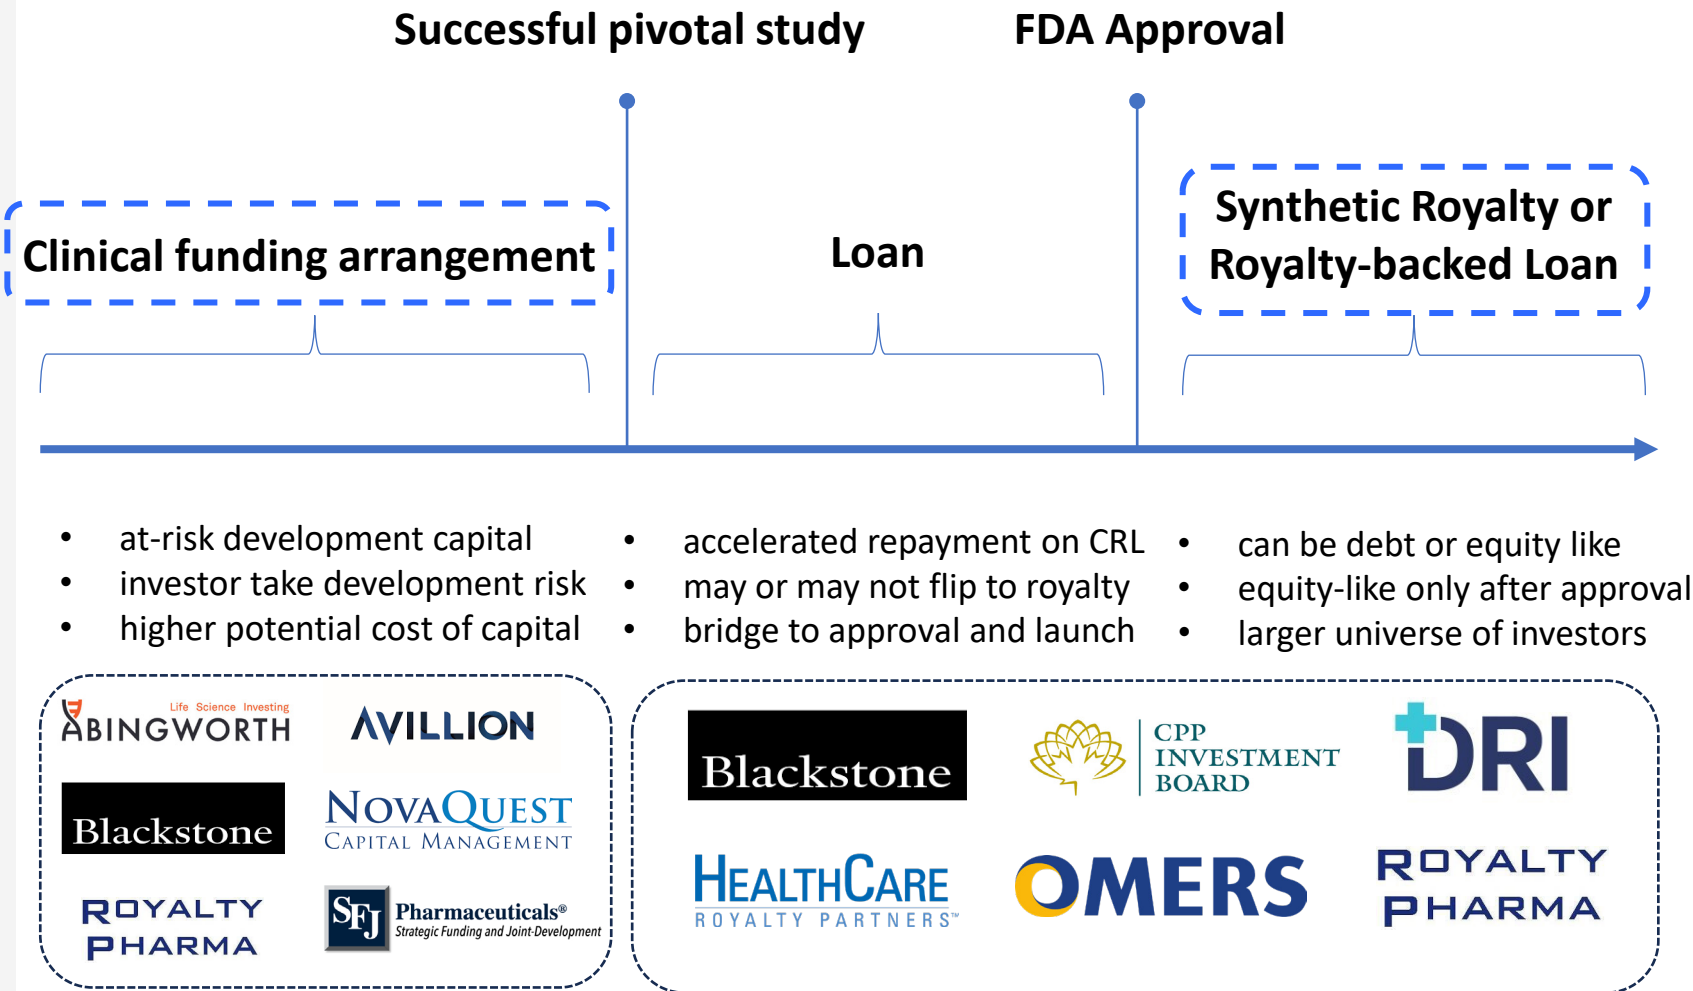 Successful pivotal study
FDA Approval
Clinical funding arrangement
Loan
Synthetic Royalty or
Royalty-backed Loan
• at-risk development capital
• investor take development risk
• higher potential cost of capital
• accelerated repayment on CRL
• may or may not flip to royalty
• bridge to approval and launch
• can be debt or equity like
• equity-like only after approval
• larger universe of investors
Life Science Investing
ABINGWORTH
AVILLION
Blackstone
NOVAQUEST
CAPITAL MANAGEMENT
ROYALTY
PHARMA
SFJ Pharmaceuticals®
Strategic Funding and Joint-Development
Blackstone
CPP
INVESTMENT
BOARD
DRI
HEALTHCARE
ROYALTY PARTNERS™
OMERS
ROYALTY
PHARMA